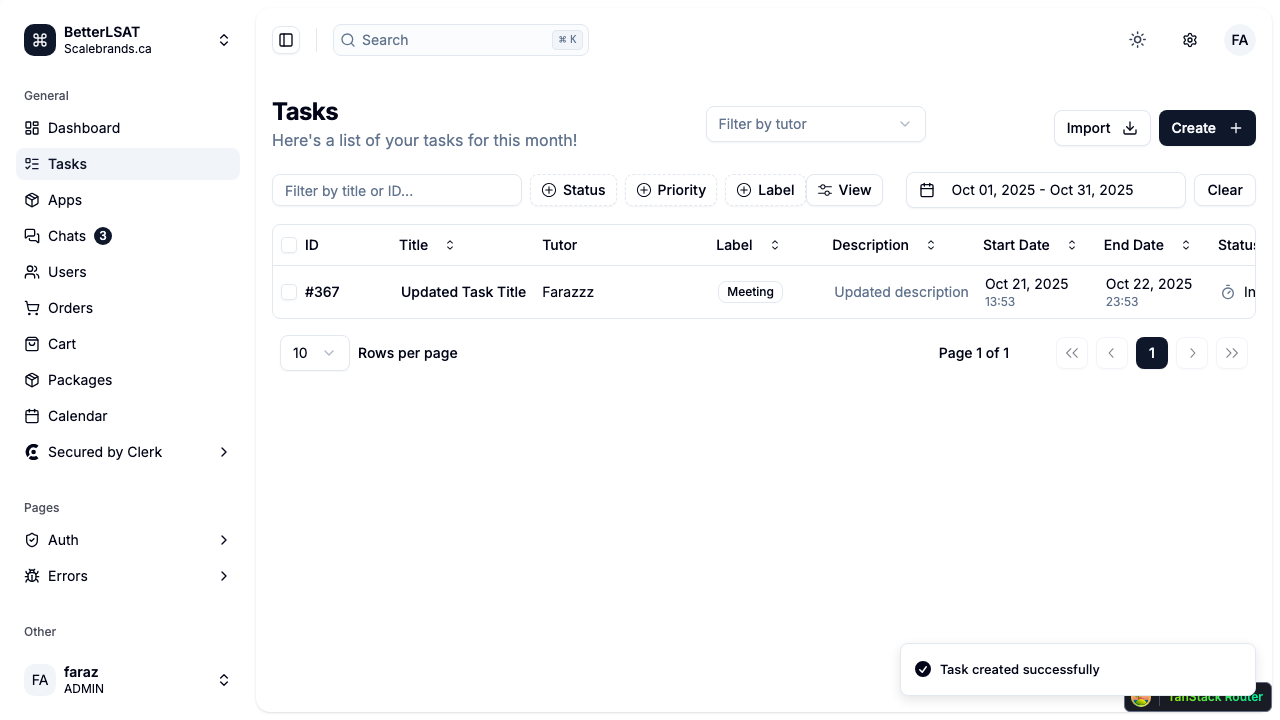 BetterLSAT
Scalebrands.ca
General
Dashboard
Tasks
Apps
Chats 3
Users
Orders
Cart
Packages
Calendar
Secured by Clerk
Pages
Auth
Errors
Other
FA
faraz
ADMIN
Search ⌘ K
FA
Tasks
Here's a list of your tasks for this month!
Filter by tutor
Import
Create
Filter by title or ID...
Status
Priority
Label
View
Oct 01, 2025 - Oct 31, 2025
Clear
ID Title Tutor Label Description Start Date End Date Status
#367 Updated Task Title Farazzz Meeting Updated description Oct 21, 2025 Oct 22, 2025 In
13:53 23:53
10 Rows per page
Page 1 of 1
1
Task created successfully
TanStack Router